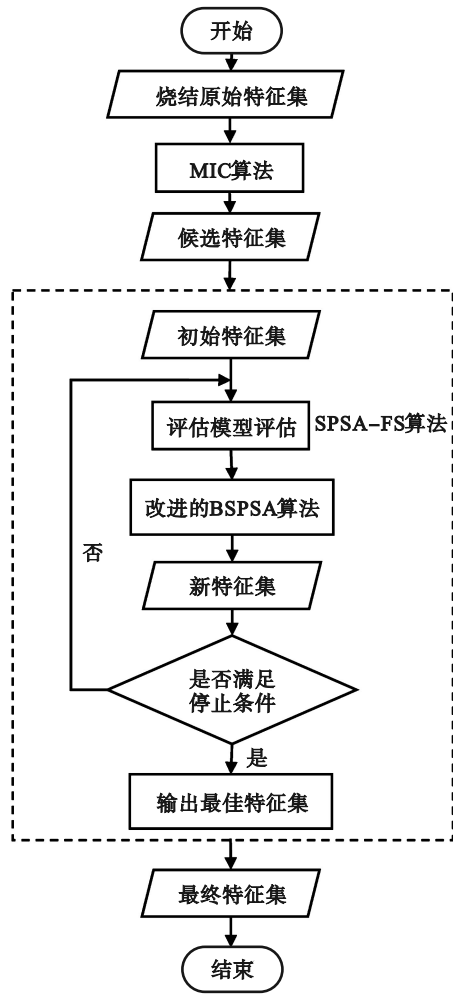 开始
烧结原始特征集
MIC算法
候选特征集
初始特征集
评估模型评估
SPSA-FS算法
改进的BSPSA算法
否
新特征集
是否满足
停止条件
是
输出最佳特征集
最终特征集
结束